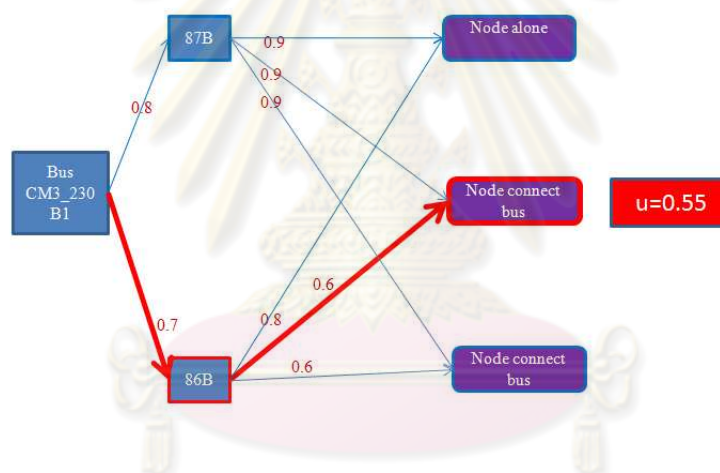 87B
0.9
Node alone
0.9
0.9
0.8
Bus
CM3_230
B1
Node connect
bus
u=0.55
0.6
0.7
0.8
86B
0.6
Node connect
bus